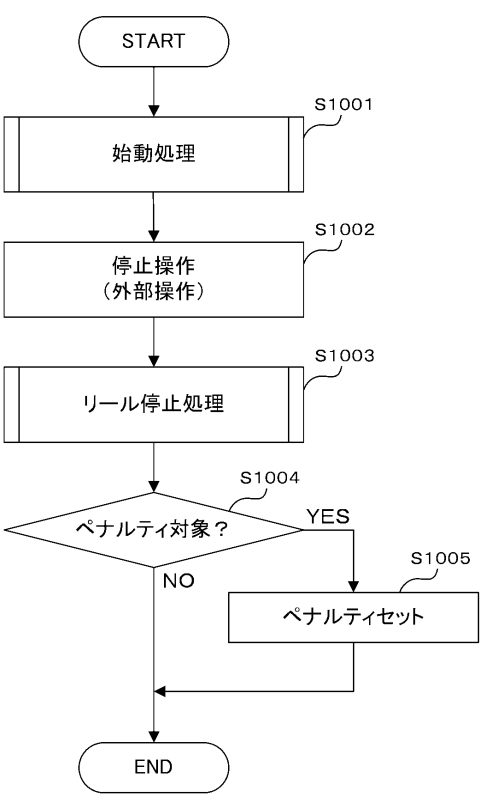 START
S1001
始動処理
S1002
停止操作
（外部操作）
S1003
リール停止処理
S1004
ペナルティ対象？
YES
NO
S1005
ペナルティセット
END